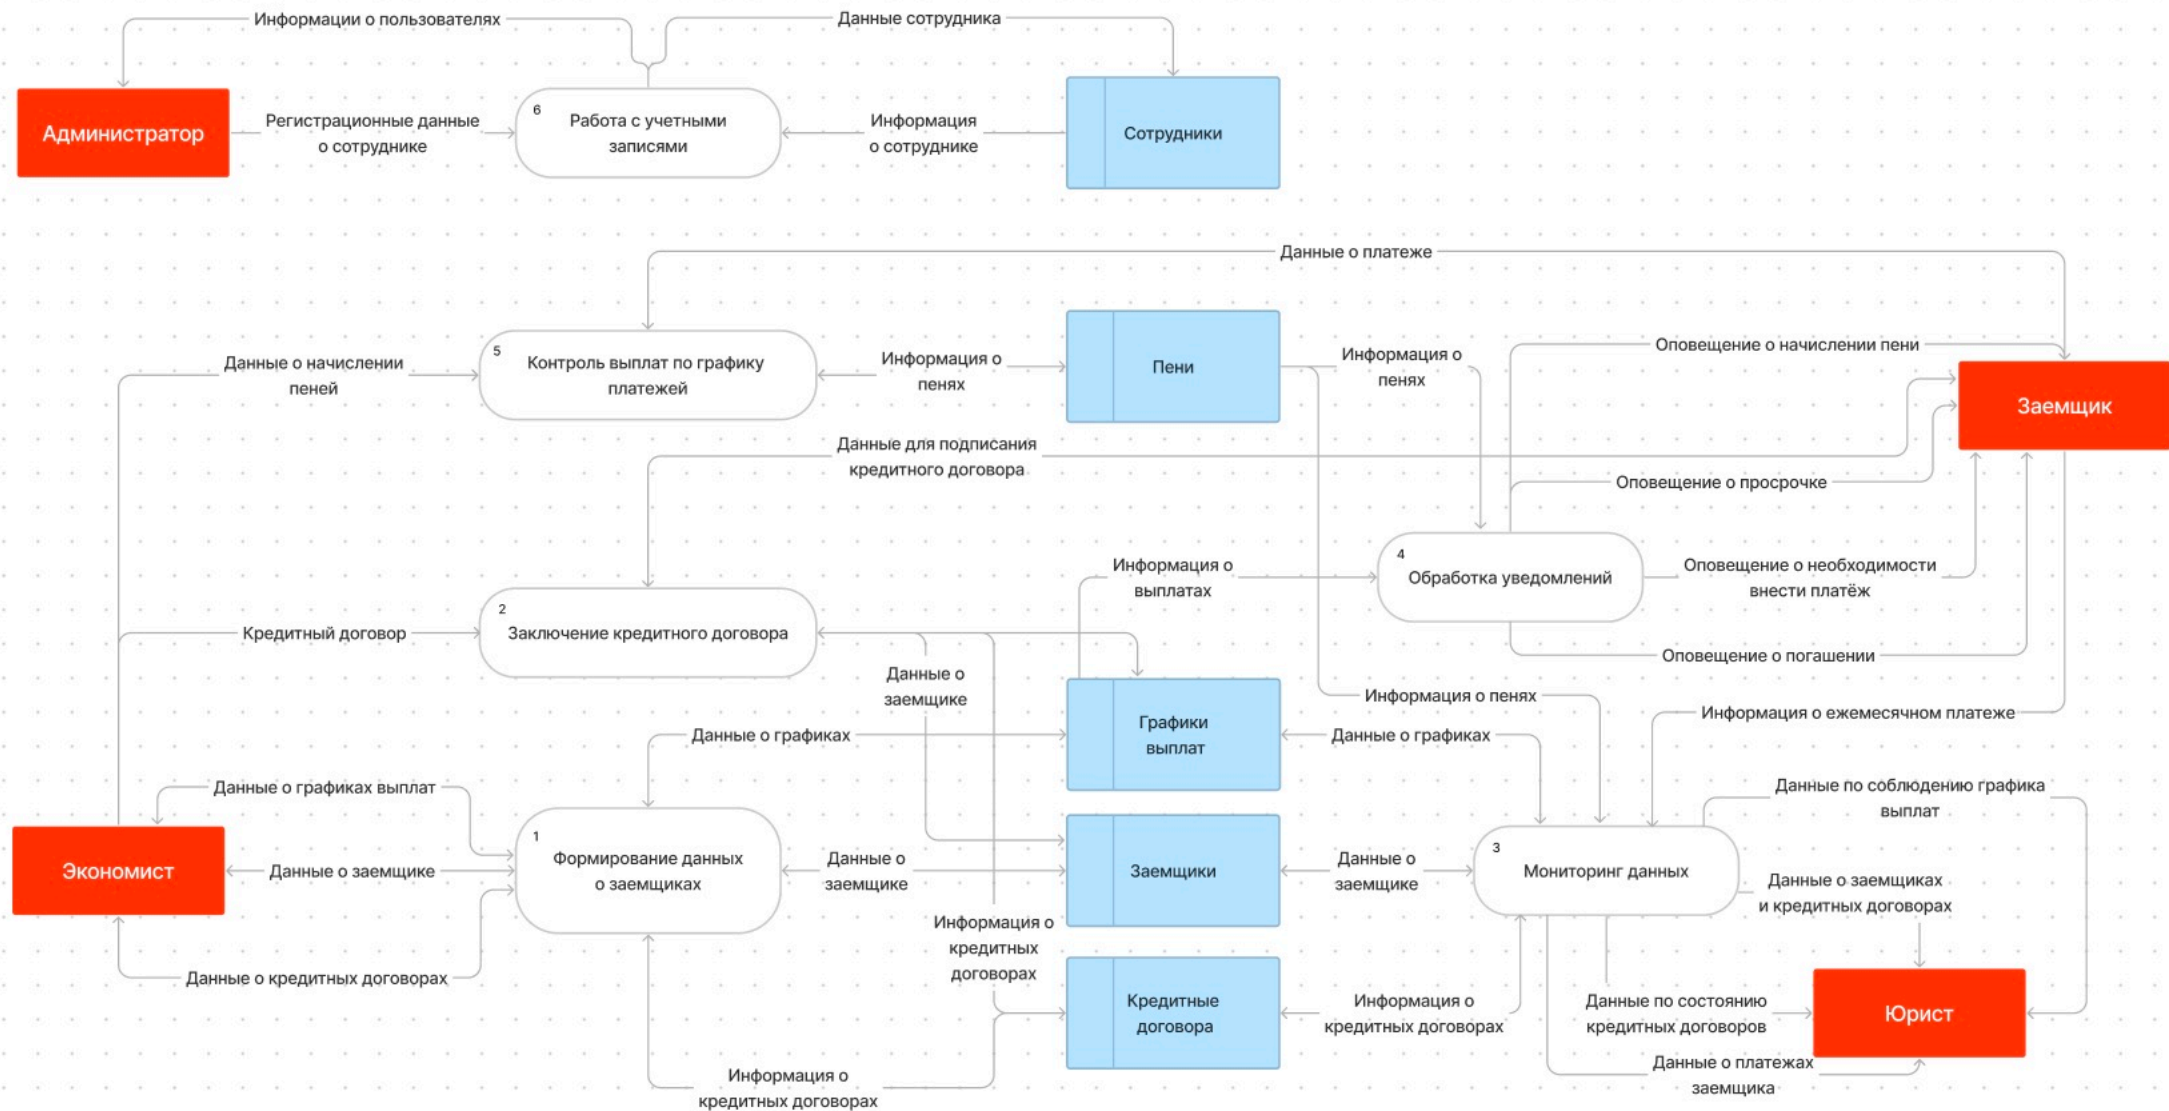 Информации о пользователях
Данные сотрудника
Администратор
Регистрационные данные
о сотруднике
6
Работа с учетными
записями
Информация
о сотруднике
Сотрудники
Данные о платеже
Данные о начислении
пеней
5
Контроль выплат по графику
платежей
Информация о
пенях
Пени
Информация о
пенях
Оповещение о начислении пени
Заемщик
Данные для подписания
кредитного договора
Оповещение о просрочке
Информация о
выплатах
4
Обработка уведомлений
Оповещение о необходимости
внести платёж
Кредитный договор
2
Заключение кредитного договора
Оповещение о погашении
Данные о
заемщике
Графики
выплат
Информация о пенях
Информация о ежемесячном платеже
Данные о графиках
Данные о графиках
Данные о графиках выплат
Данные по соблюдению графика
выплат
Экономист
Данные о заемщике
1
Формирование данных
о заемщиках
Данные о
заемщике
Заемщики
Данные о
заемщике
3
Мониторинг данных
Данные о заемщиках
и кредитных договорах
Информация о
кредитных
договорах
Данные о кредитных договорах
Кредитные
договора
Информация о
кредитных договорах
Данные по состоянию
кредитных договоров
Юрист
Информация о
кредитных договорах
Данные о платежах
заемщика